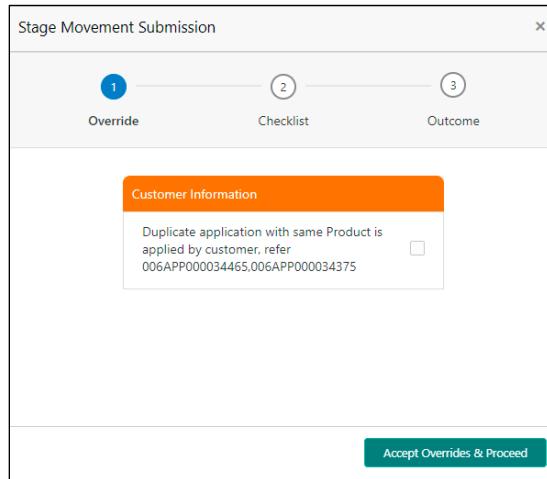 Stage Movement Submission ×
1 2 3
Override Checklist Outcome
Customer Information
Duplicate application with same Product is
applied by customer, refer
006APP000034465,006APP000034375
Accept Overrides & Proceed